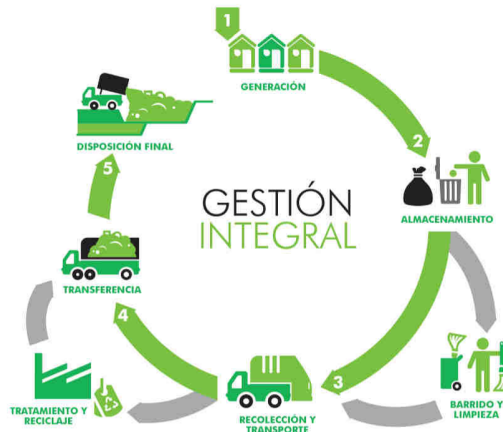 1
GENERACIÓN
2
ALMACENAMIENTO
BARRIDO Y
LIMPIEZA
3
RECOLECCIÓN Y
TRANSPORTE
TRATAMIENTO Y
RECICLAJE
4
TRANSFERENCIA
5
DISPOSICIÓN FINAL
GESTIÓN
INTEGRAL